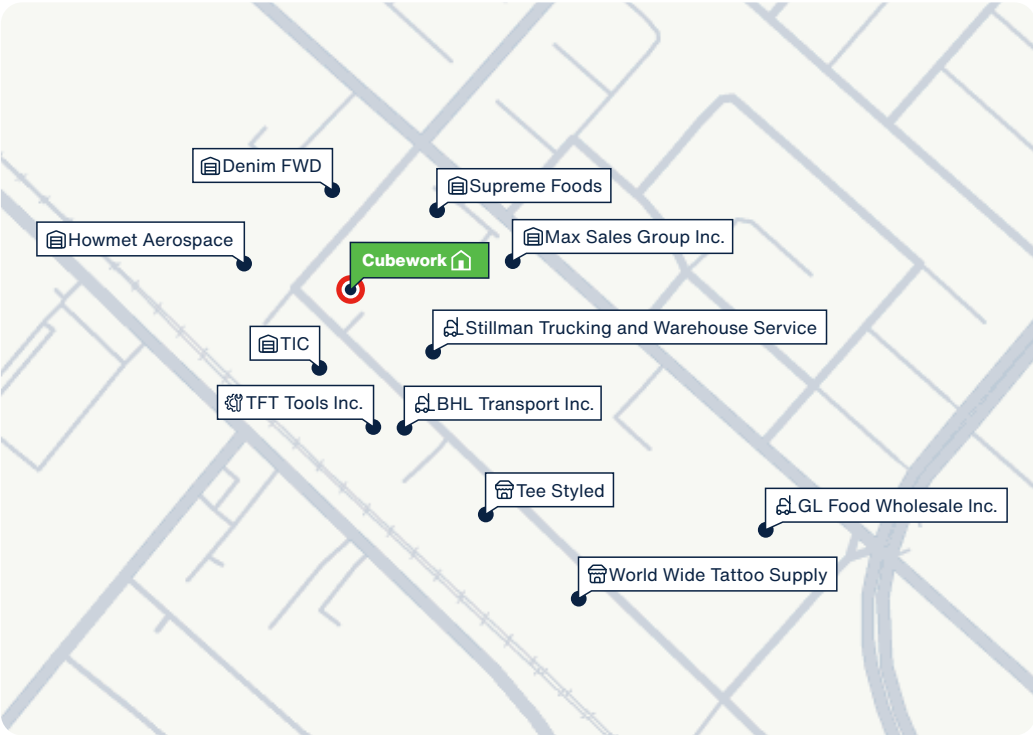 Denim FWD
Supreme Foods
Howmet Aerospace
Max Sales Group Inc.
Cubework
Stillman Trucking and Warehouse Service
TIC
TFT Tools Inc.
BHL Transport Inc.
Tee Styled
GL Food Wholesale Inc.
World Wide Tattoo Supply